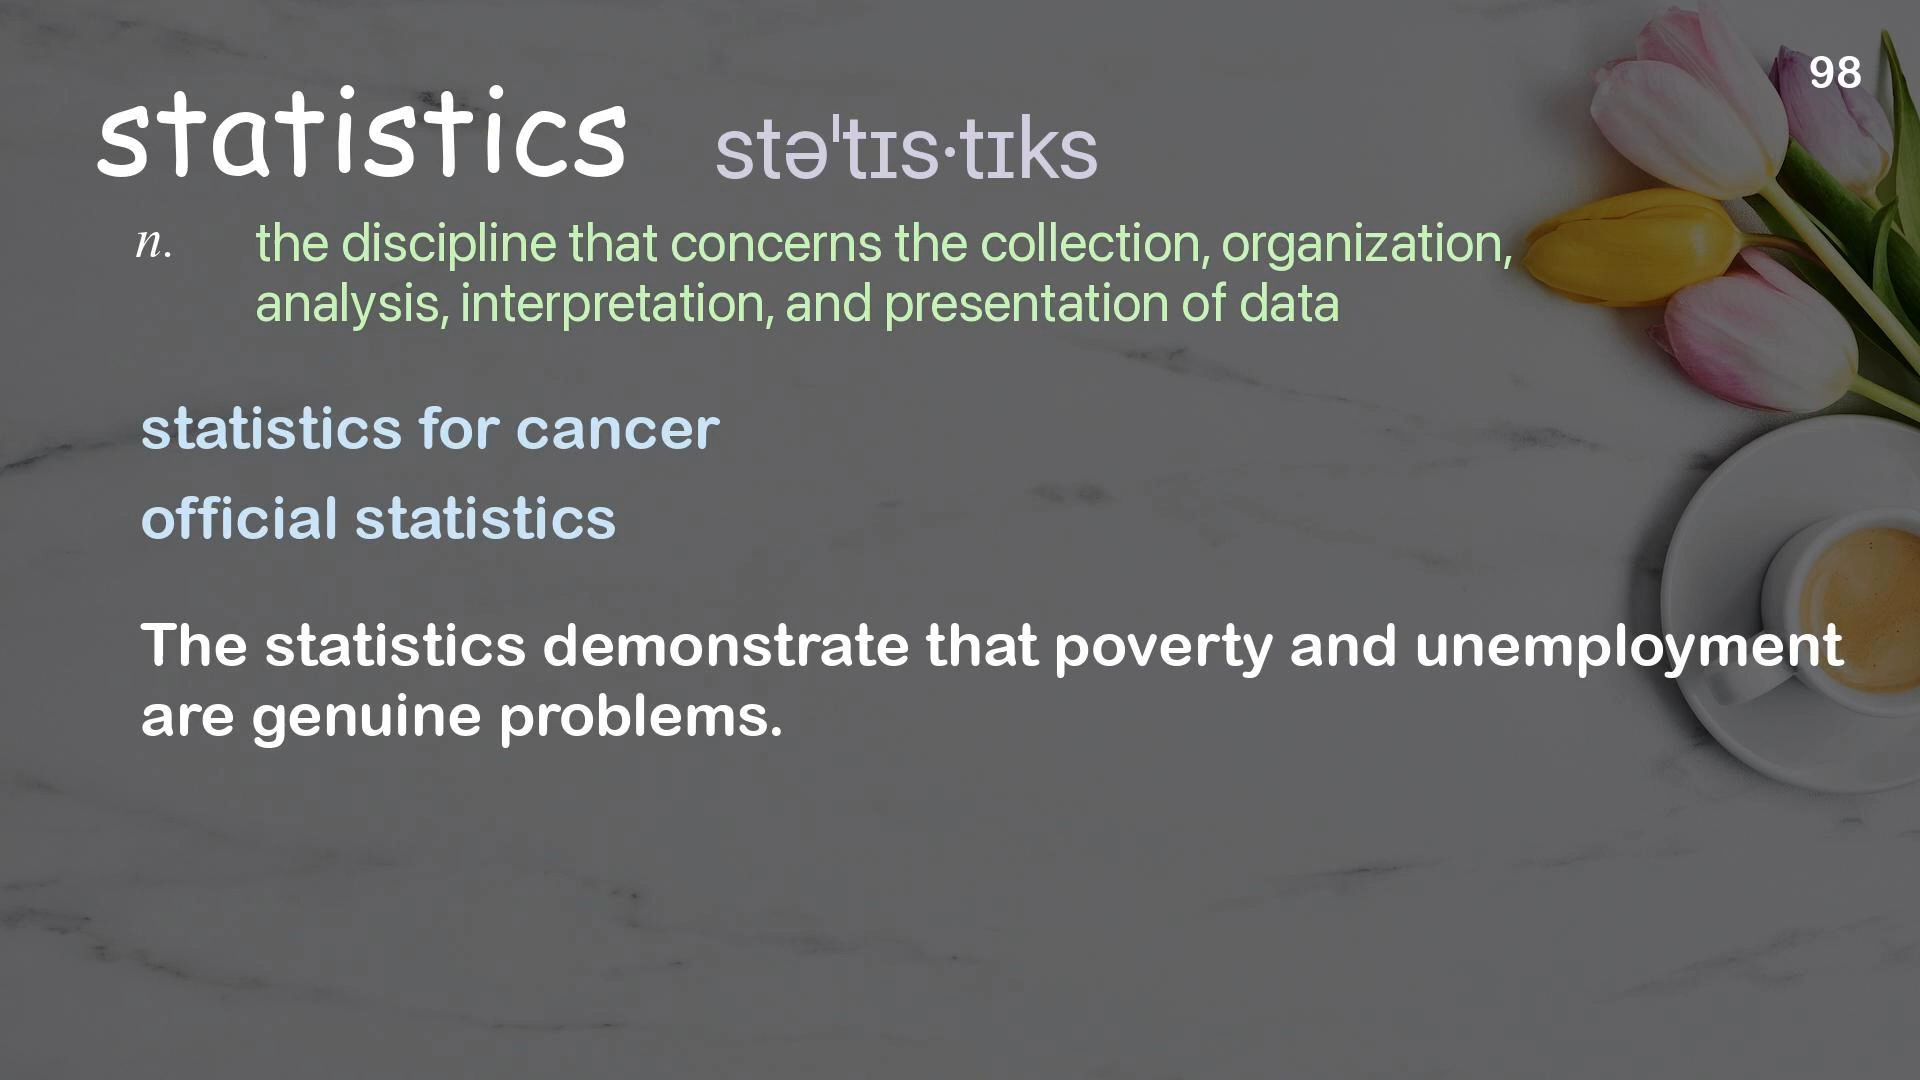 98
statistics stəˈtɪs·tɪks
n. the discipline that concerns the collection, organization,
analysis, interpretation, and presentation of data
statistics for cancer
official statistics
The statistics demonstrate that poverty and unemployment
are genuine problems.